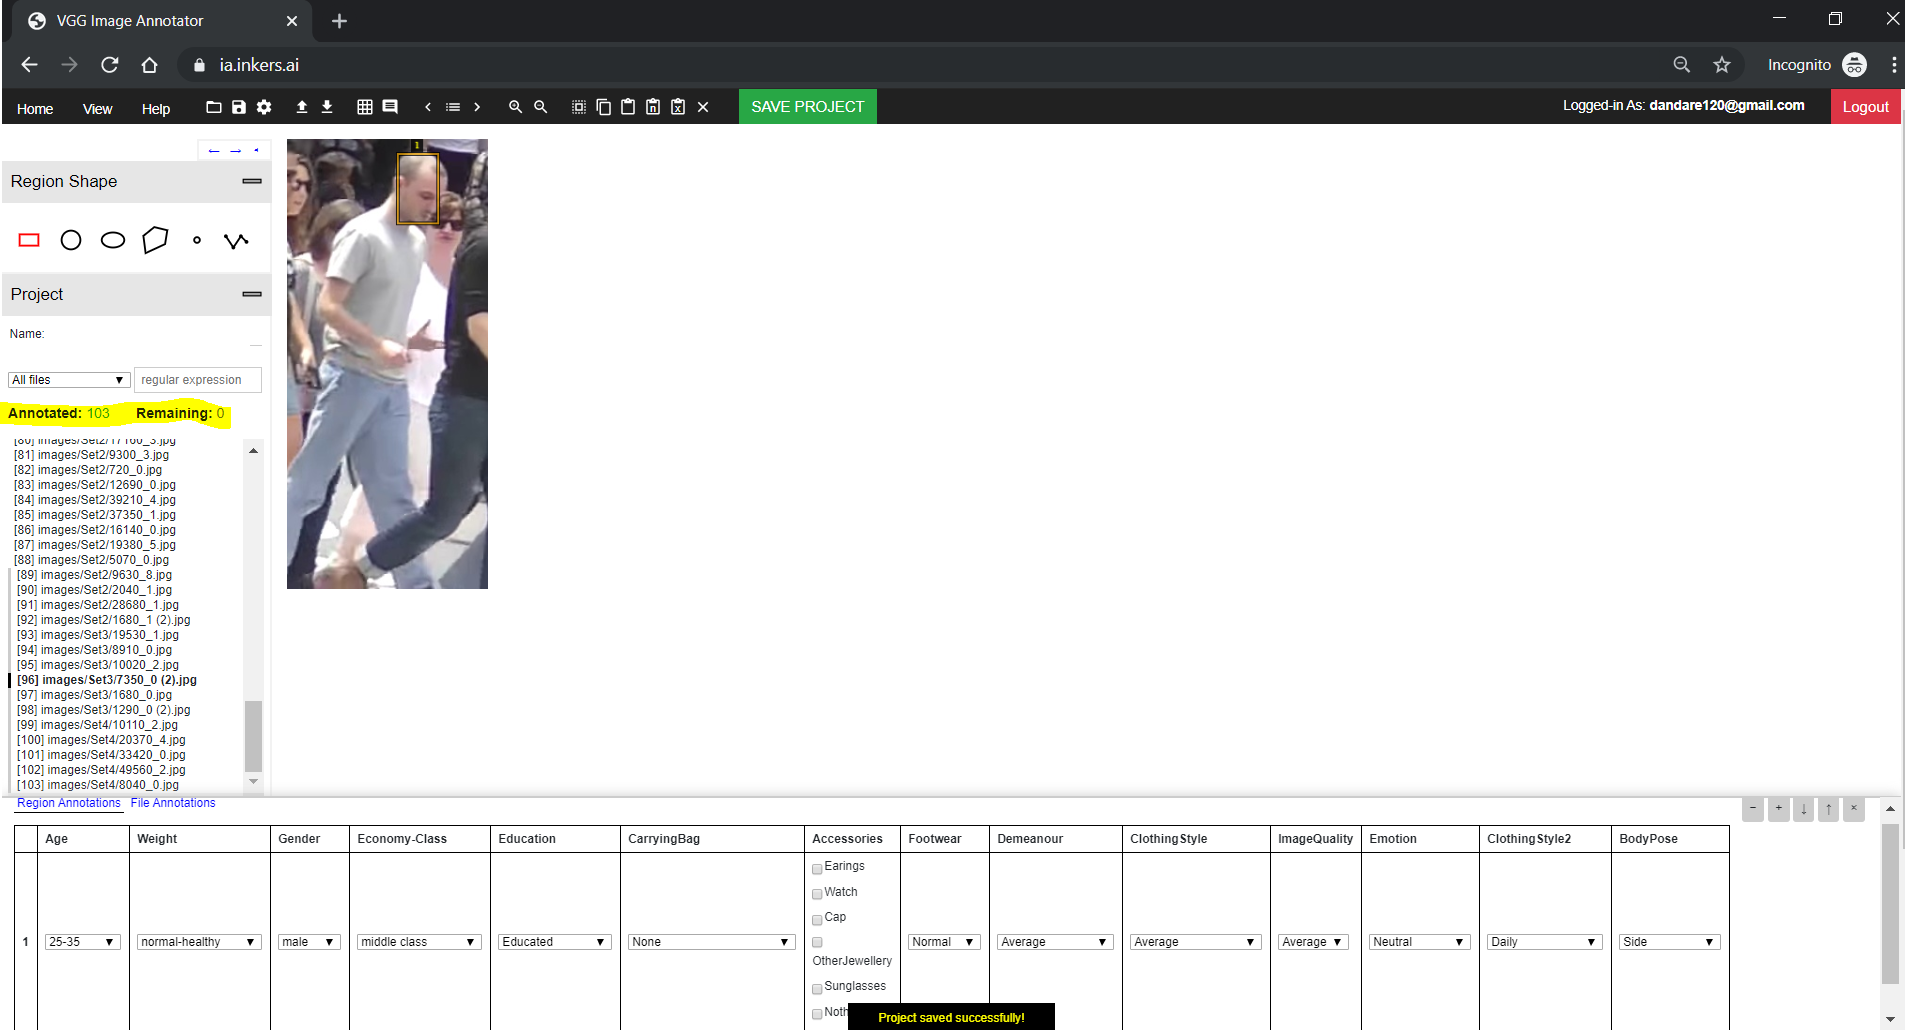 VGG Image Annotator
ia.inkers.ai
Incognito
Home View Help
SAVE PROJECT
Logged-in As: dandare120@gmail.com
Logout
Region Shape
Project
Name:
All files
regular expression
Annotated: 103 Remaining: 0
[80] images/Set2/17160_3.jpg
[81] images/Set2/9300_3.jpg
[82] images/Set2/720_0.jpg
[83] images/Set2/12690_0.jpg
[84] images/Set2/39210_4.jpg
[85] images/Set2/37350_1.jpg
[86] images/Set2/16140_0.jpg
[87] images/Set2/19380_5.jpg
[88] images/Set2/5070_0.jpg
[89] images/Set2/9630_8.jpg
[90] images/Set2/2040_1.jpg
[91] images/Set2/28680_1.jpg
[92] images/Set2/1680_1 (2).jpg
[93] images/Set3/19530_1.jpg
[94] images/Set3/8910_0.jpg
[95] images/Set3/10020_2.jpg
[96] images/Set3/7350_0 (2).jpg
[97] images/Set3/1680_0.jpg
[98] images/Set3/1290_0 (2).jpg
[99] images/Set4/10110_2.jpg
[100] images/Set4/20370_4.jpg
[101] images/Set4/33420_0.jpg
[102] images/Set4/49560_2.jpg
[103] images/Set4/8040_0.jpg
1
Region Annotations File Annotations
Age Weight Gender Economy-Class Education CarryingBag Accessories Footwear Demeanour ClothingStyle ImageQuality Emotion ClothingStyle2 BodyPose
Earings
Watch
Cap
1 25-35 normal-healthy male middle class Educated None Normal Average Average Average Neutral Daily Side
OtherJewellery
Sunglasses
Noth
Project saved successfully!